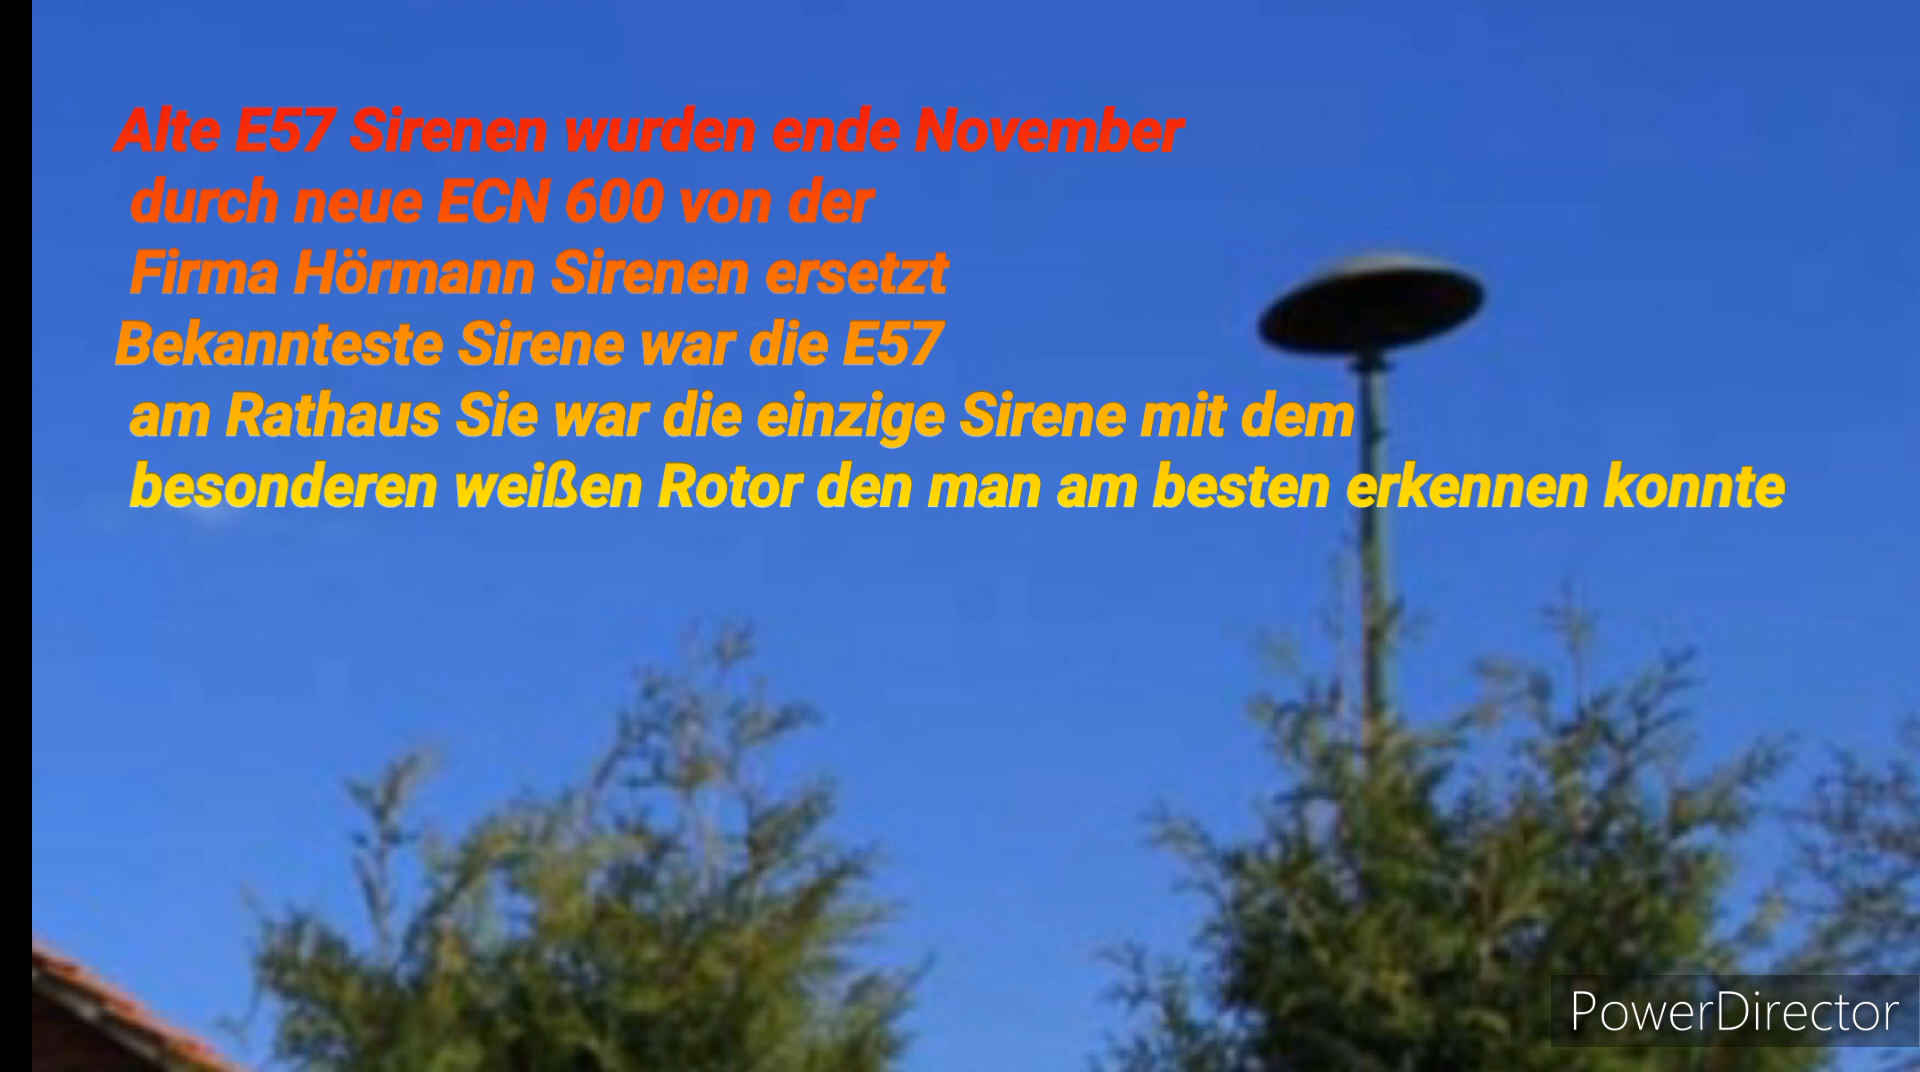 Alte E57 Sirenen wurden ende November
durch neue ECN 600 von der
Firma Hörmann Sirenen ersetzt
Bekannteste Sirene war die E57
am Rathaus Sie war die einzige Sirene mit dem
besonderen weißen Rotor den man am besten erkennen konnte
PowerDirector